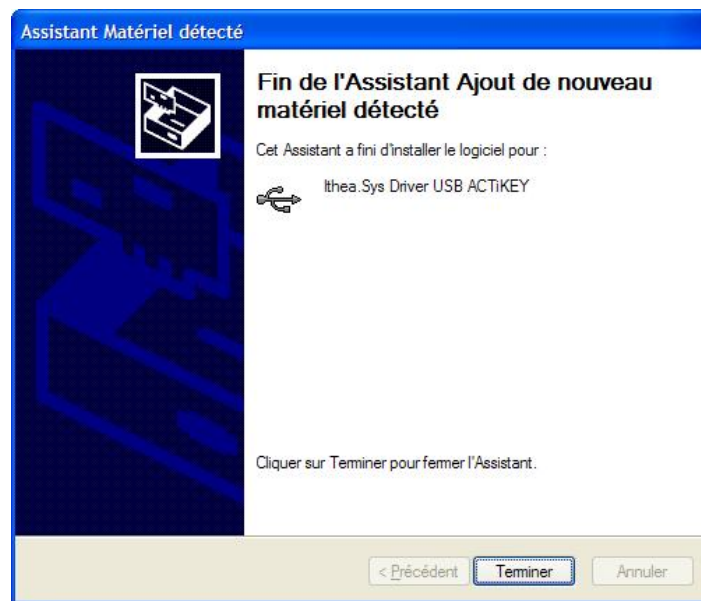 Assistant Matériel détecté
Fin de l'Assistant Ajout de nouveau
matériel détecté
Cet Assistant a fini d'installer le logiciel pour :
Ithea.Sys Driver USB ACTiKEY
Cliquer sur Terminer pour fermer l'Assistant.
< Précédent Terminer Annuler